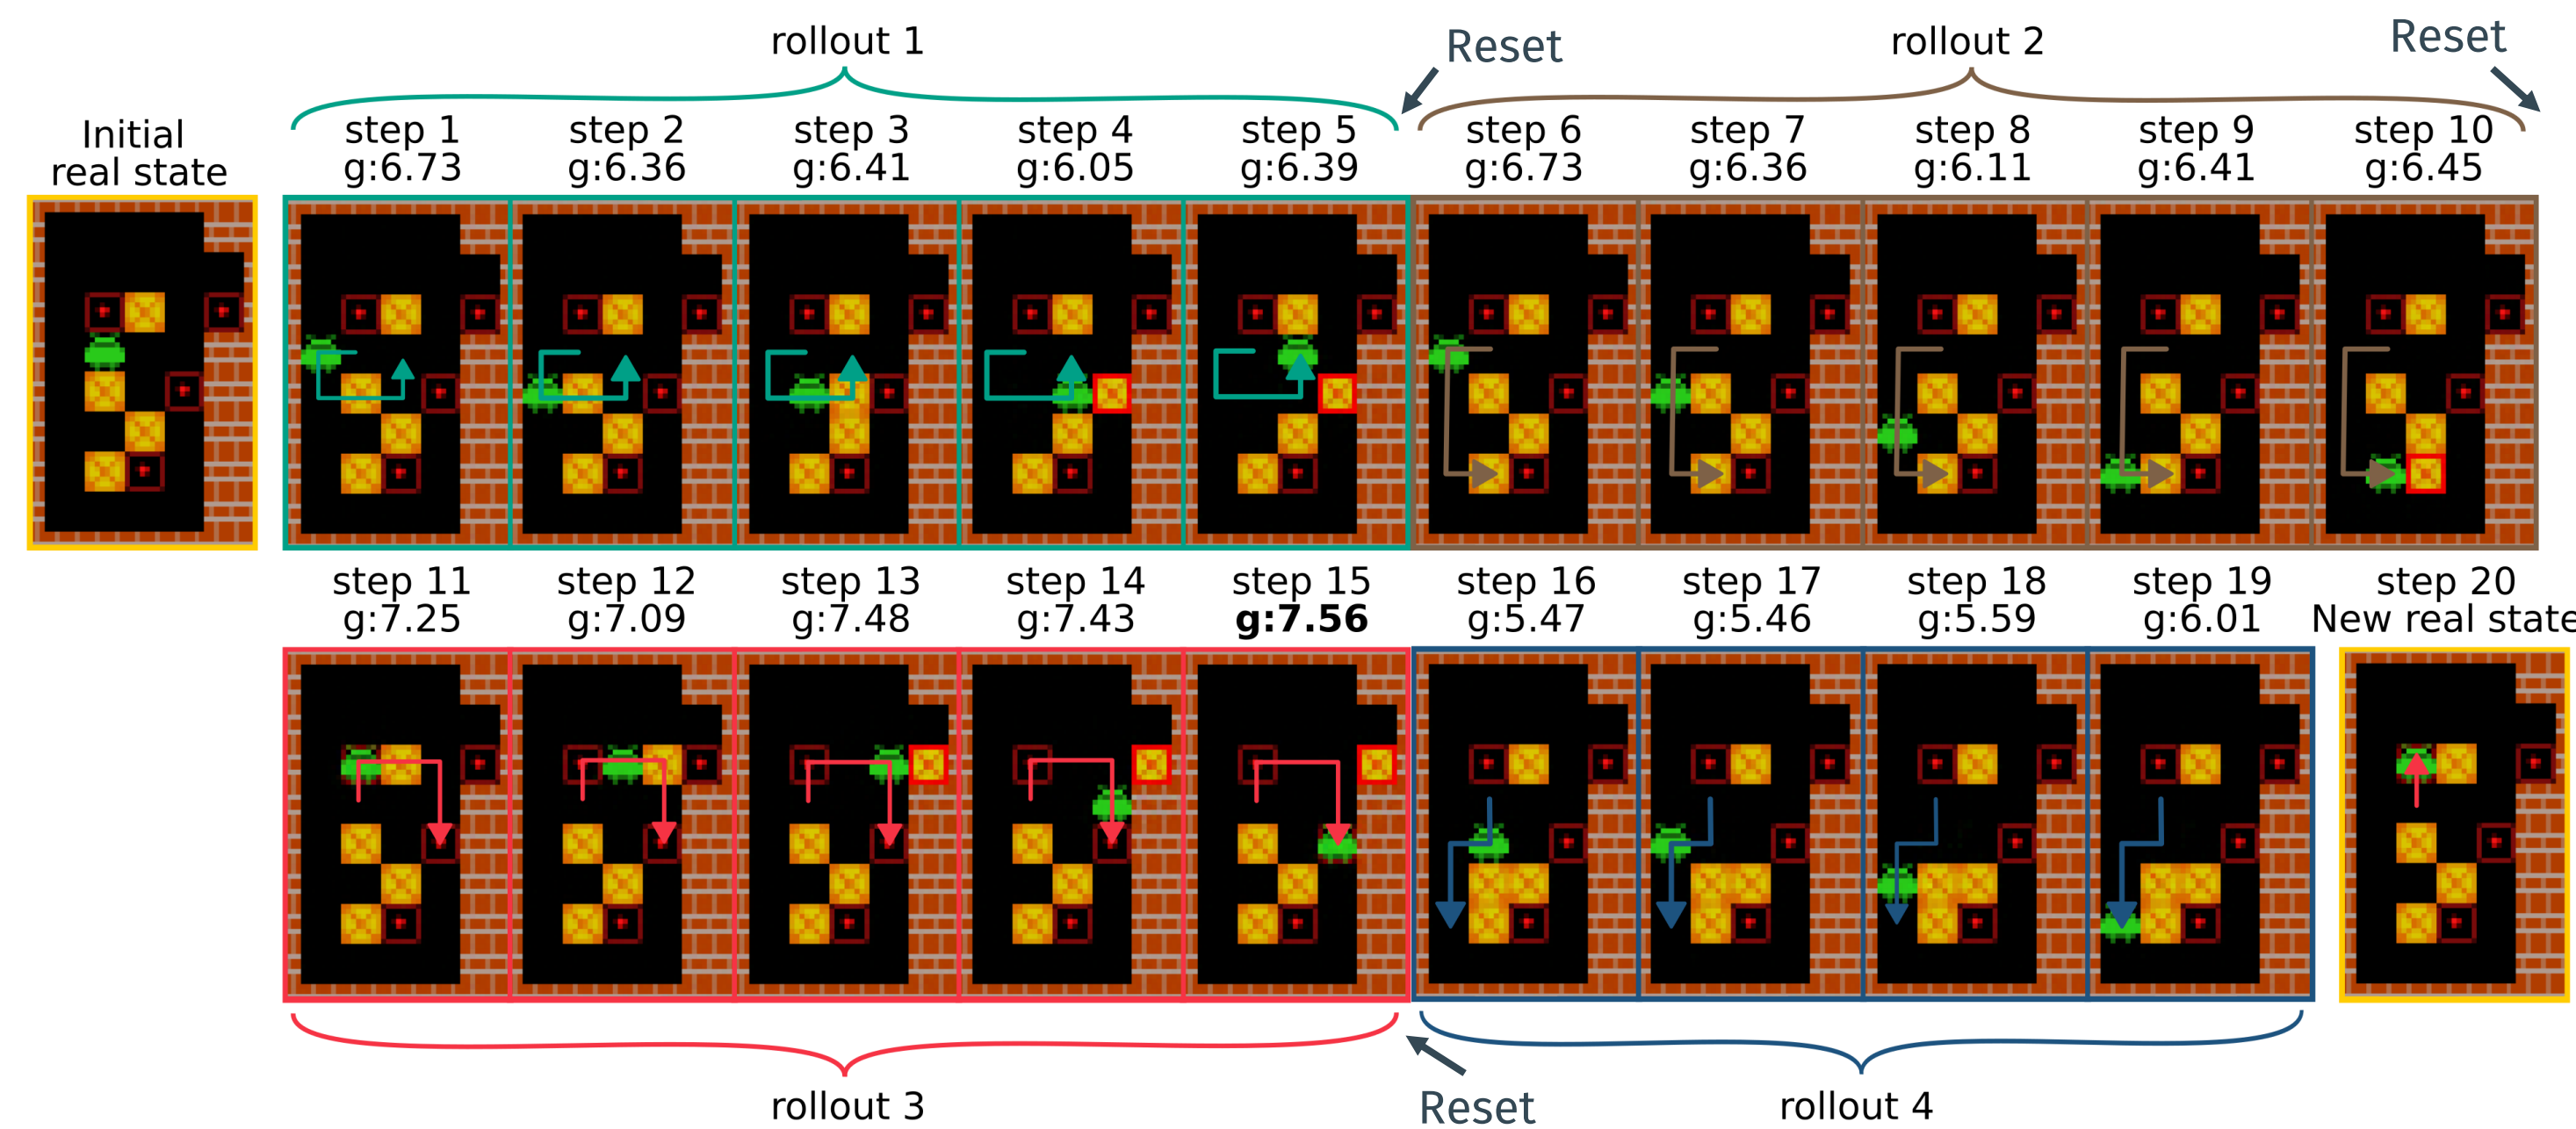 rollout 1
Reset
rollout 2
Reset
Initial
real state
step 1
g:6.73
step 2
g:6.36
step 3
g:6.41
step 4
g:6.05
step 5
g:6.39
step 6
g:6.73
step 7
g:6.36
step 8
g:6.11
step 9
g:6.41
step 10
g:6.45
step 11
g:7.25
step 12
g:7.09
step 13
g:7.48
step 14
g:7.43
step 15
g:7.56
step 16
g:5.47
step 17
g:5.46
step 18
g:5.59
step 19
g:6.01
step 20
New real state
rollout 3
Reset
rollout 4